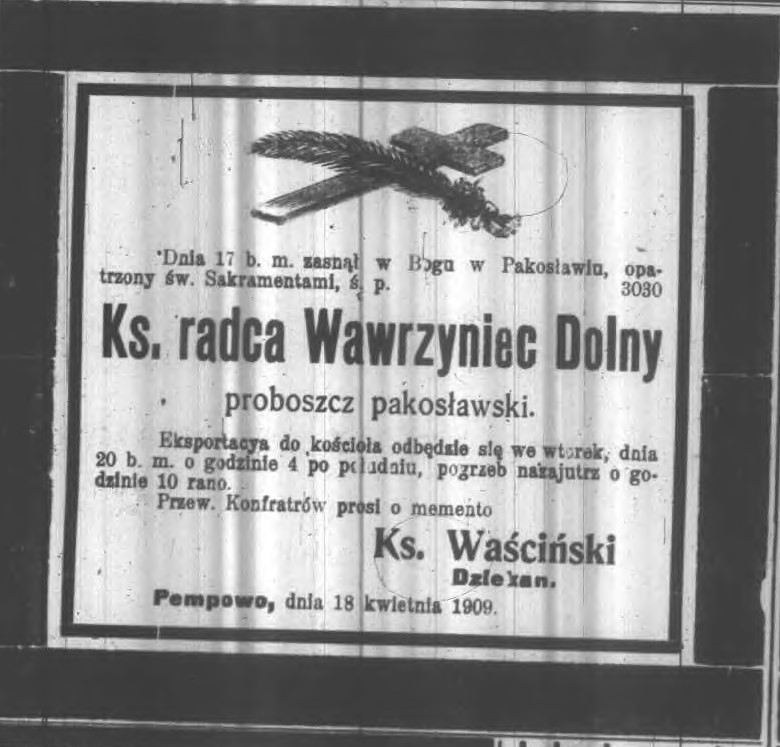 Dnia 17 b. m. zasnął w Bogu w Pakosławiu, opa-
trzony św. Sakramentami, ś. p. 3030
Ks. radca Wawrzyniec Dolny
proboszcz pakosławski.
Eksportacya do kościoła odbędzie się we wtorek, dnia
20 b. m. o godzinie 4 po południu, pogrzeb nazajutrz o go-
dzinie 10 rano.
Przew. Konfratrów prosi o memento
Ks. Waściński
Dziekan.
Pempowo, dnia 18 kwietnia 1909.